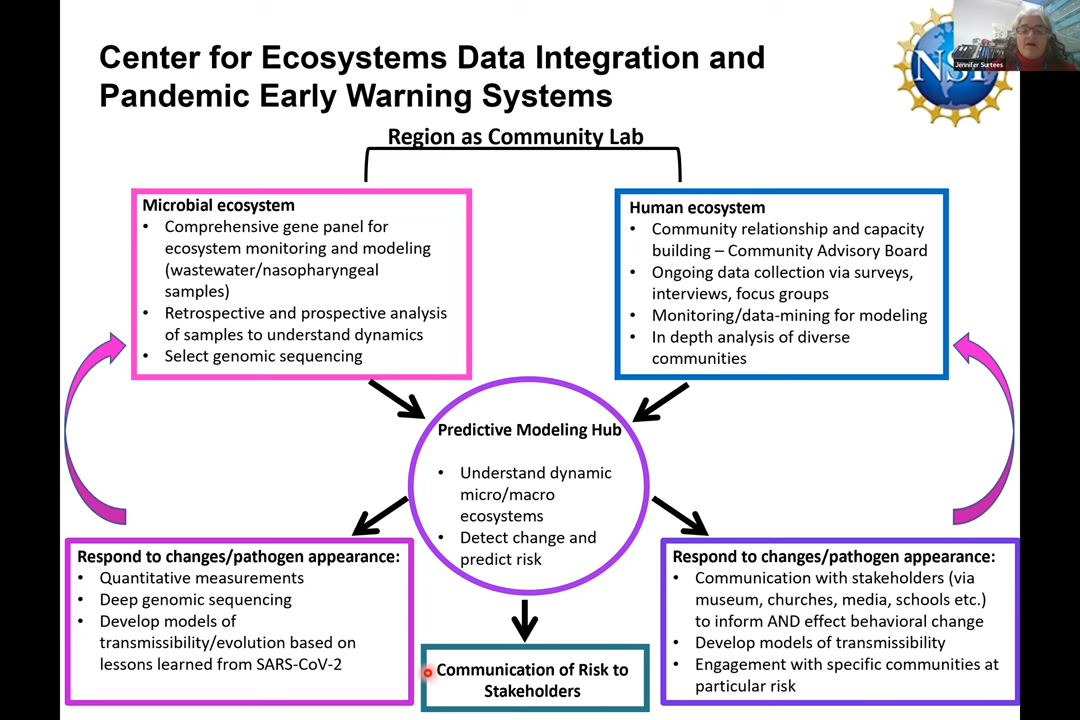 Center for Ecosystems Data Integration and
Pandemic Early Warning Systems
NSF
Jennifer Surtees
Region as Community Lab
Microbial ecosystem
• Comprehensive gene panel for
ecosystem monitoring and modeling
(wastewater/nasopharyngeal
samples)
• Retrospective and prospective analysis
of samples to understand dynamics
• Select genomic sequencing
Human ecosystem
• Community relationship and capacity
building – Community Advisory Board
• Ongoing data collection via surveys,
interviews, focus groups
• Monitoring/data-mining for modeling
• In depth analysis of diverse
communities
Predictive Modeling Hub
• Understand dynamic
micro/macro
ecosystems
• Detect change and
predict risk
Respond to changes/pathogen appearance:
• Quantitative measurements
• Deep genomic sequencing
• Develop models of
transmissibility/evolution based on
lessons learned from SARS-CoV-2
Communication of Risk to
Stakeholders
Respond to changes/pathogen appearance:
• Communication with stakeholders (via
museum, churches, media, schools etc.)
to inform AND effect behavioral change
• Develop models of transmissibility
• Engagement with specific communities at
particular risk